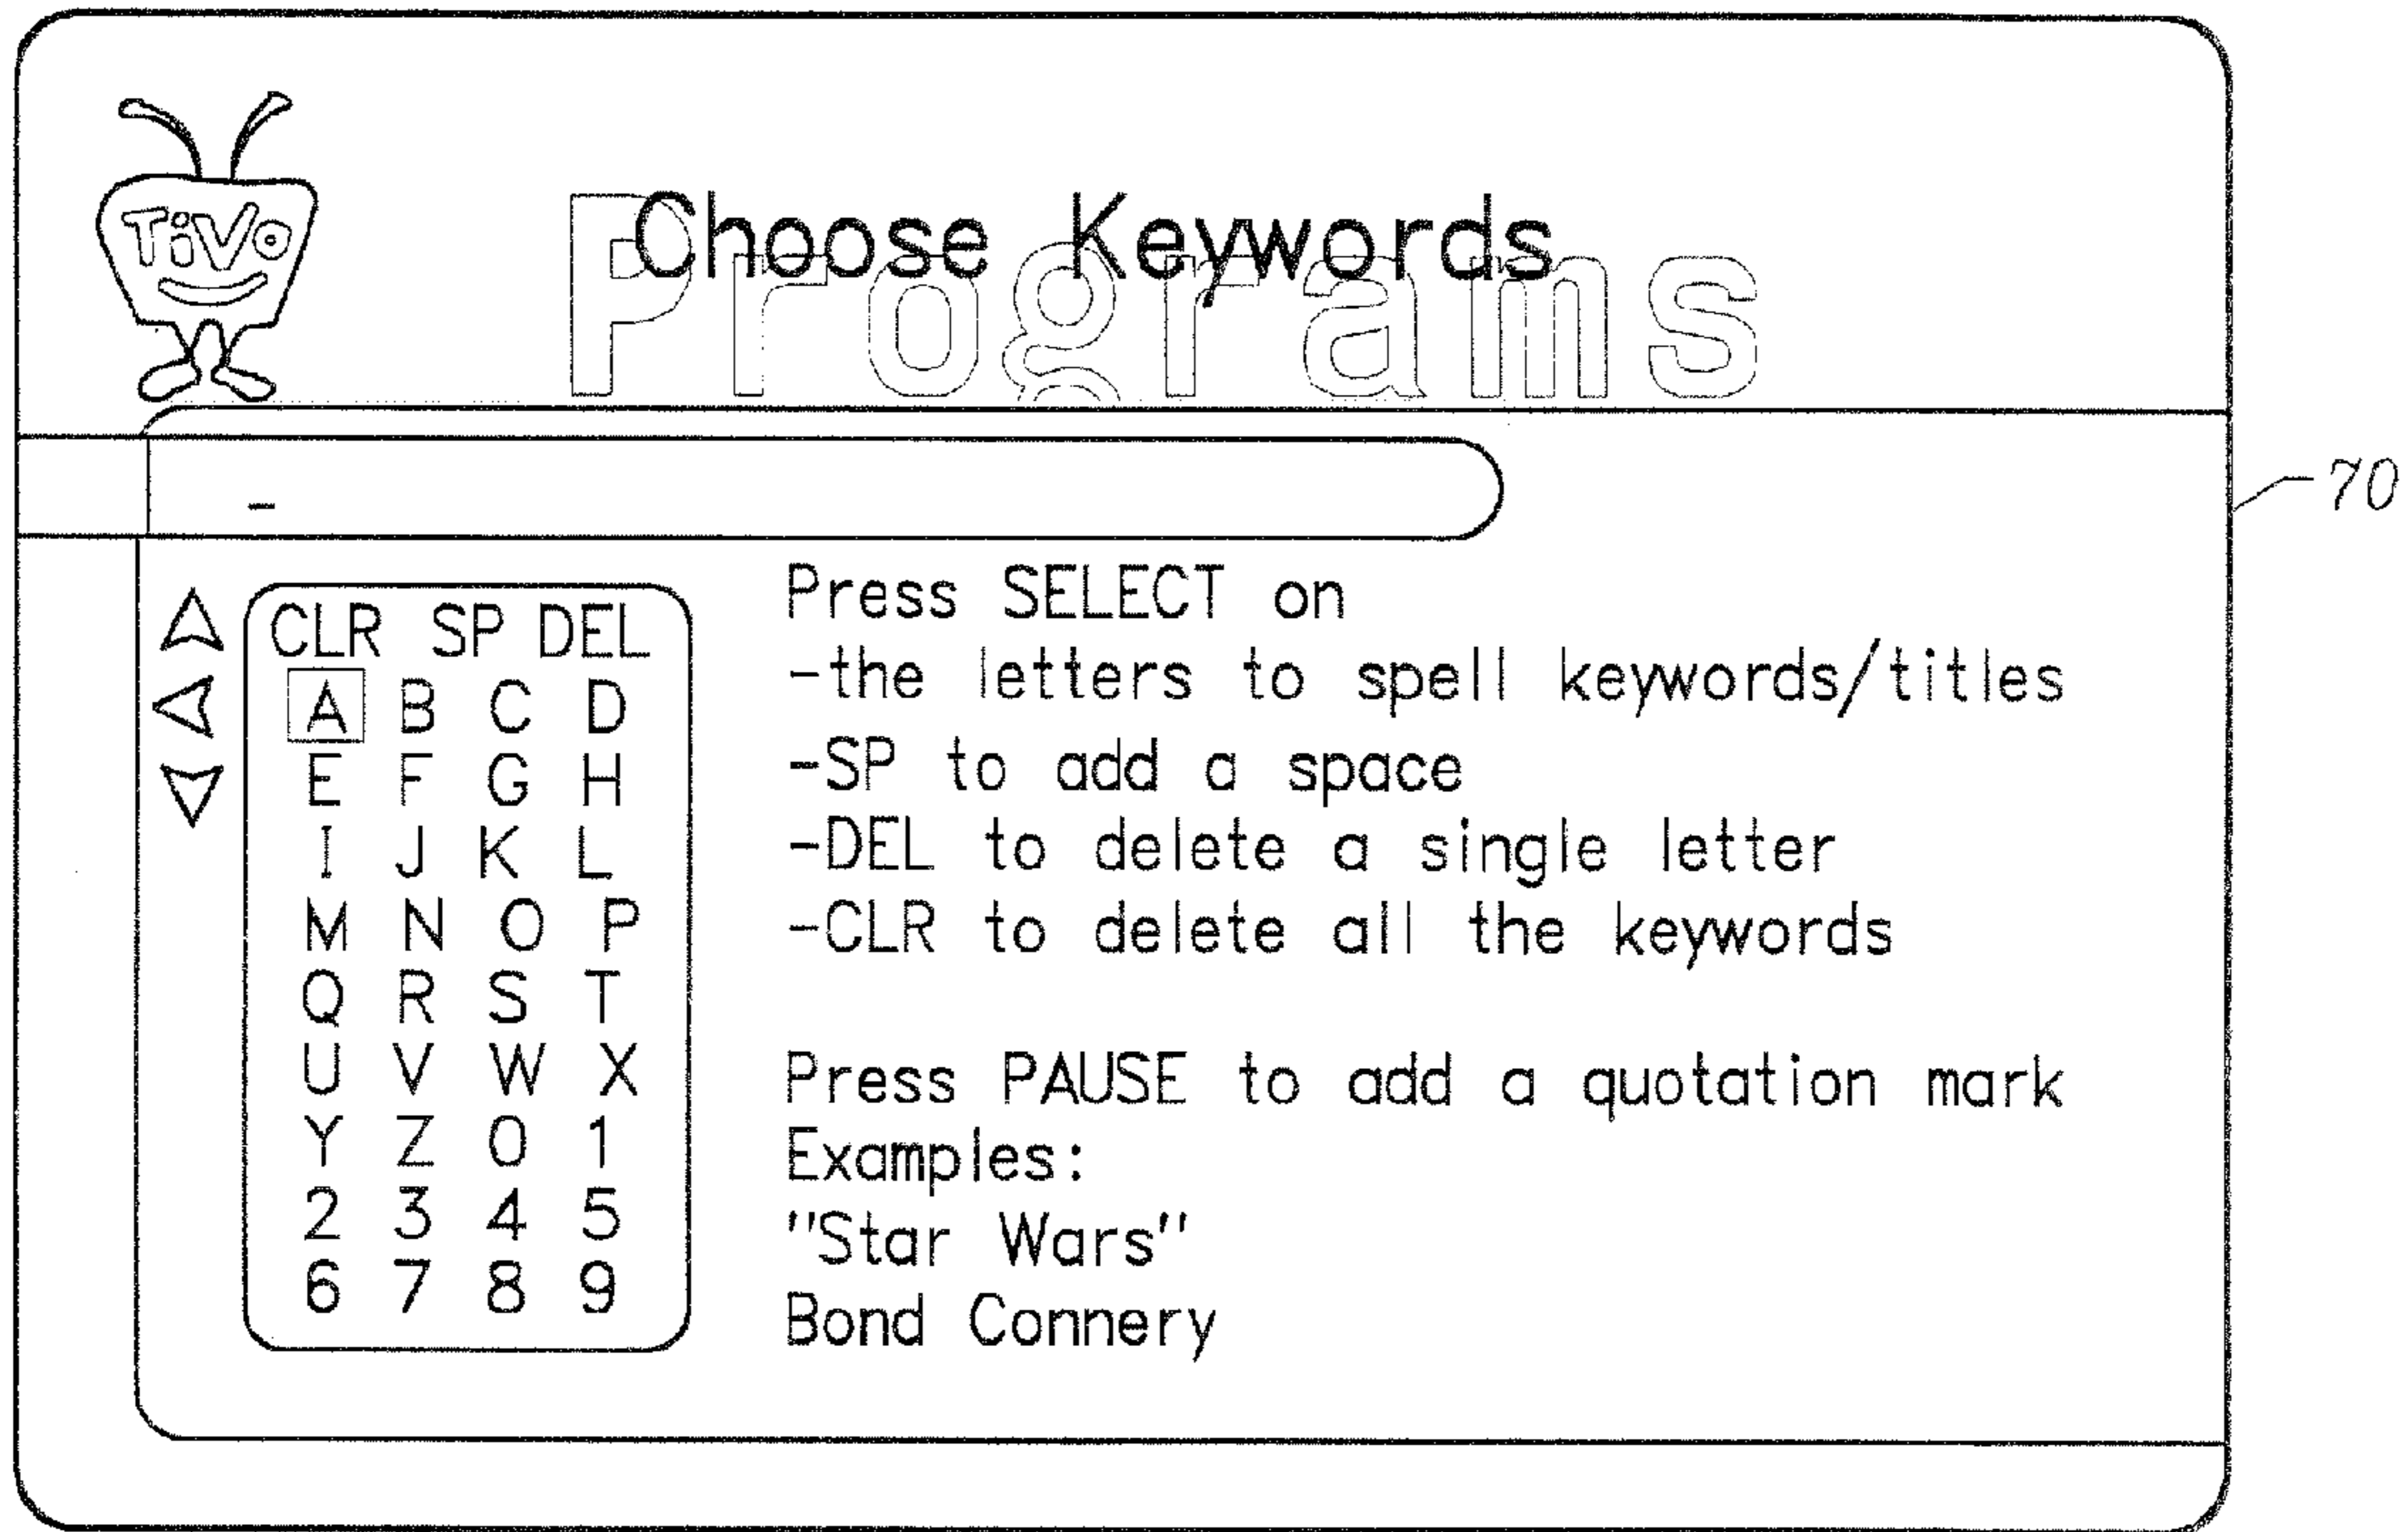 TiVo
Choose Keywords
Programs
70
-
CLR SP DEL
A B C D
E F G H
I J K L
M N O P
Q R S T
U V W X
Y Z 0 1
2 3 4 5
6 7 8 9
Press SELECT on
-the letters to spell keywords/titles
-SP to add a space
-DEL to delete a single letter
-CLR to delete all the keywords
Press PAUSE to add a quotation mark
Examples:
"Star Wars"
Bond Connery